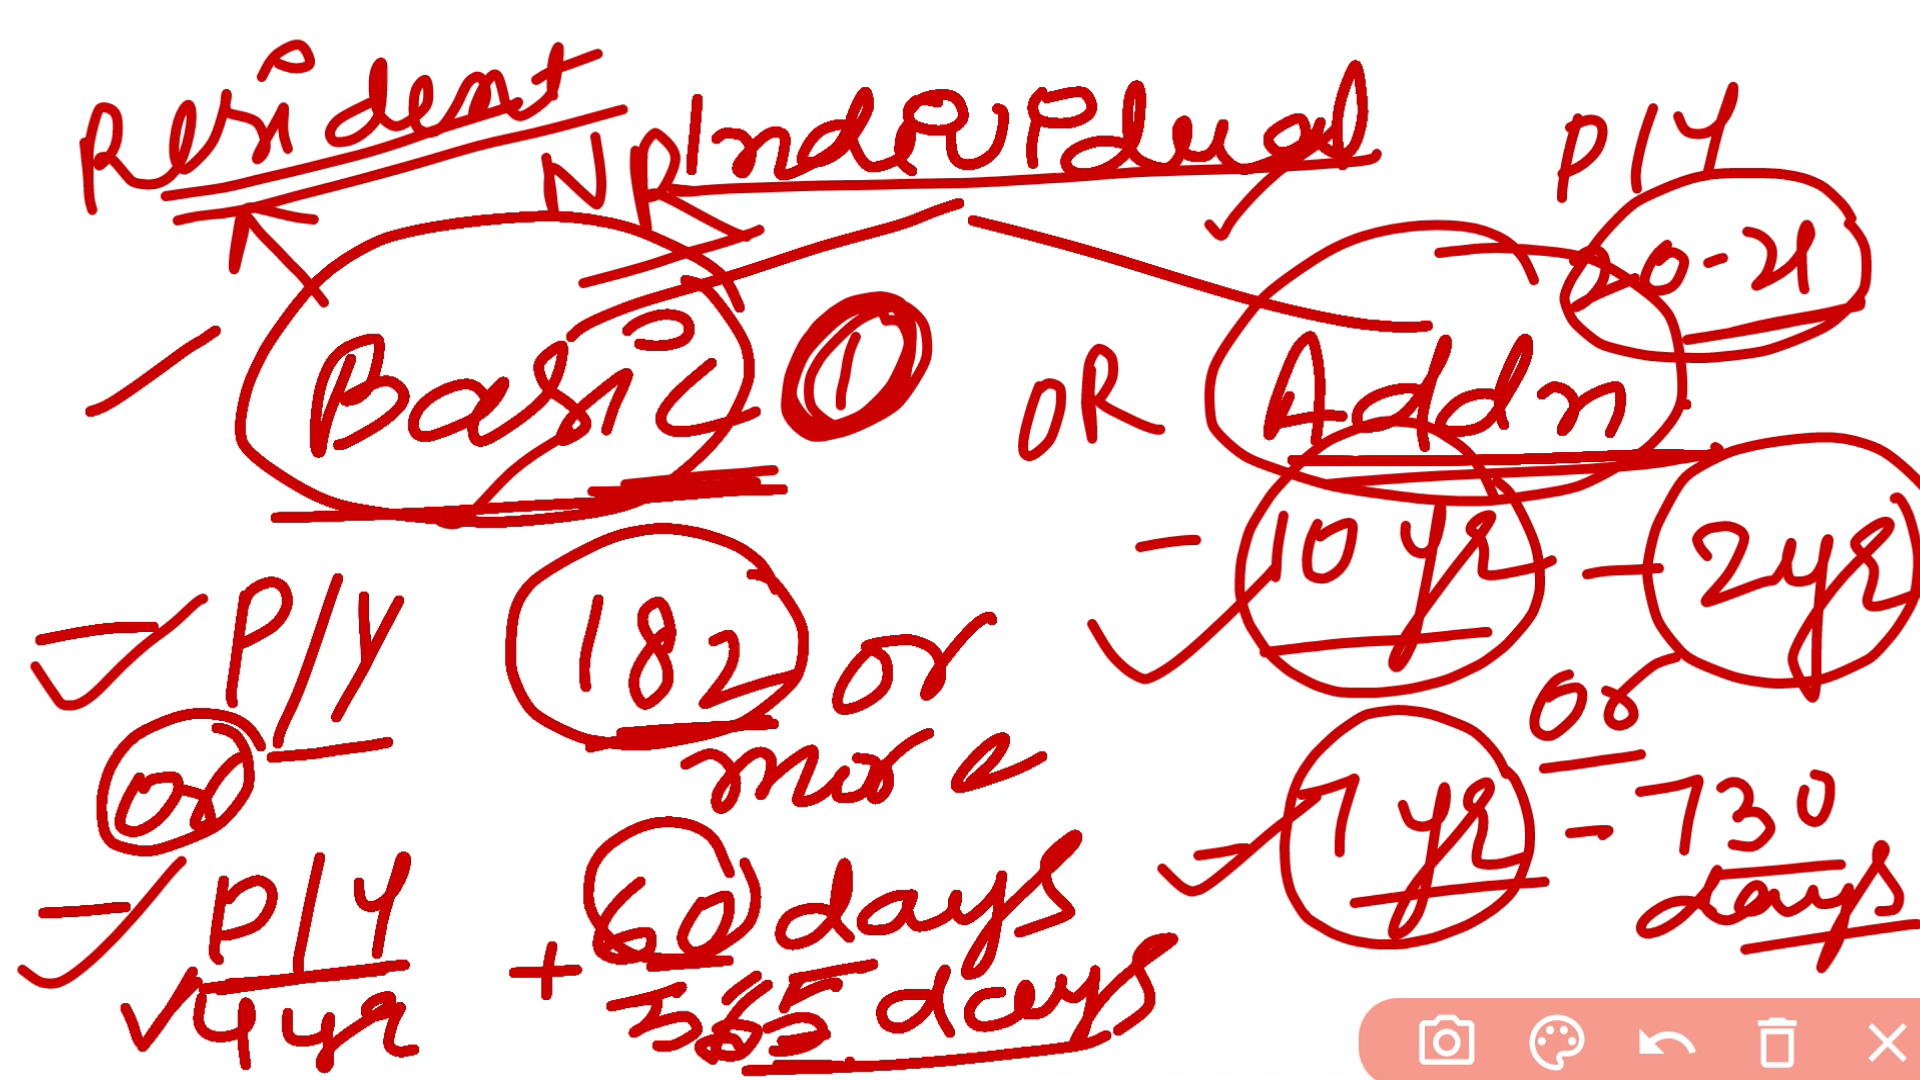 Resident
NR Individual P/Y
20-21
Basic 1 OR Addn
P/Y 182 or more
10 yr - 2 yr
or
or
7 yr - 730 days
P/Y 60 days
4 yr + 365 days